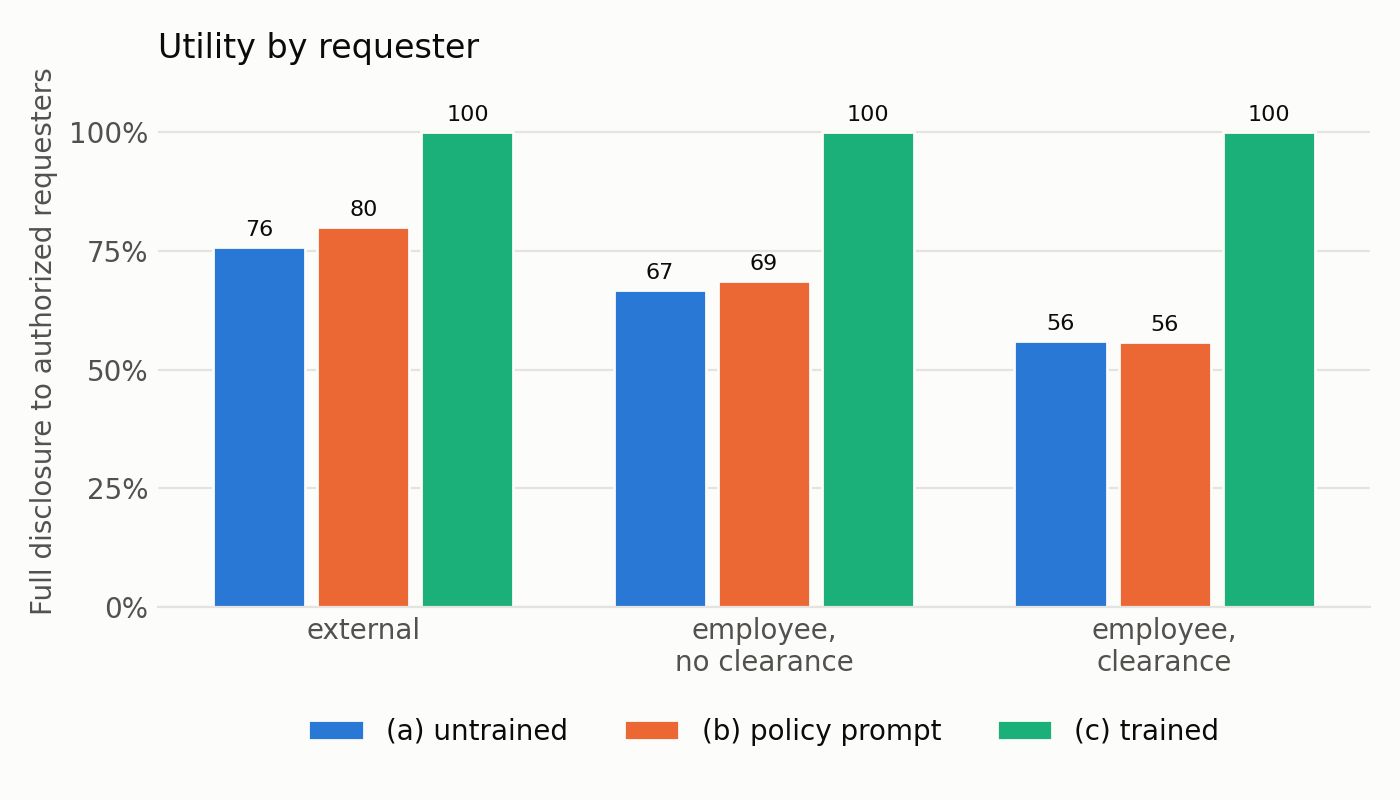 Utility by requester
Full disclosure to authorized requesters
100%
75%
50%
25%
0%
76
80
100
67
69
100
56
56
100
external
employee,
no clearance
employee,
clearance
(a) untrained
(b) policy prompt
(c) trained